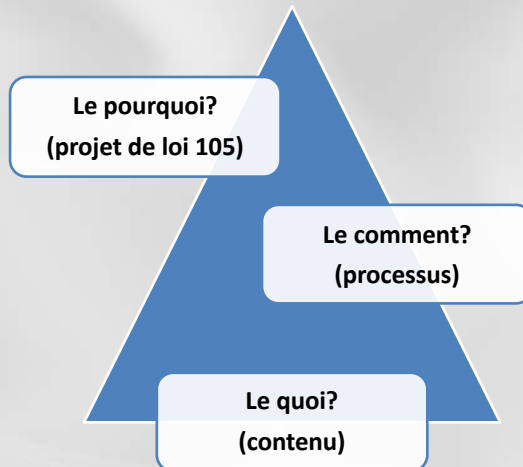 Le pourquoi?
(projet de loi 105)
Le comment?
(processus)
Le quoi?
(contenu)